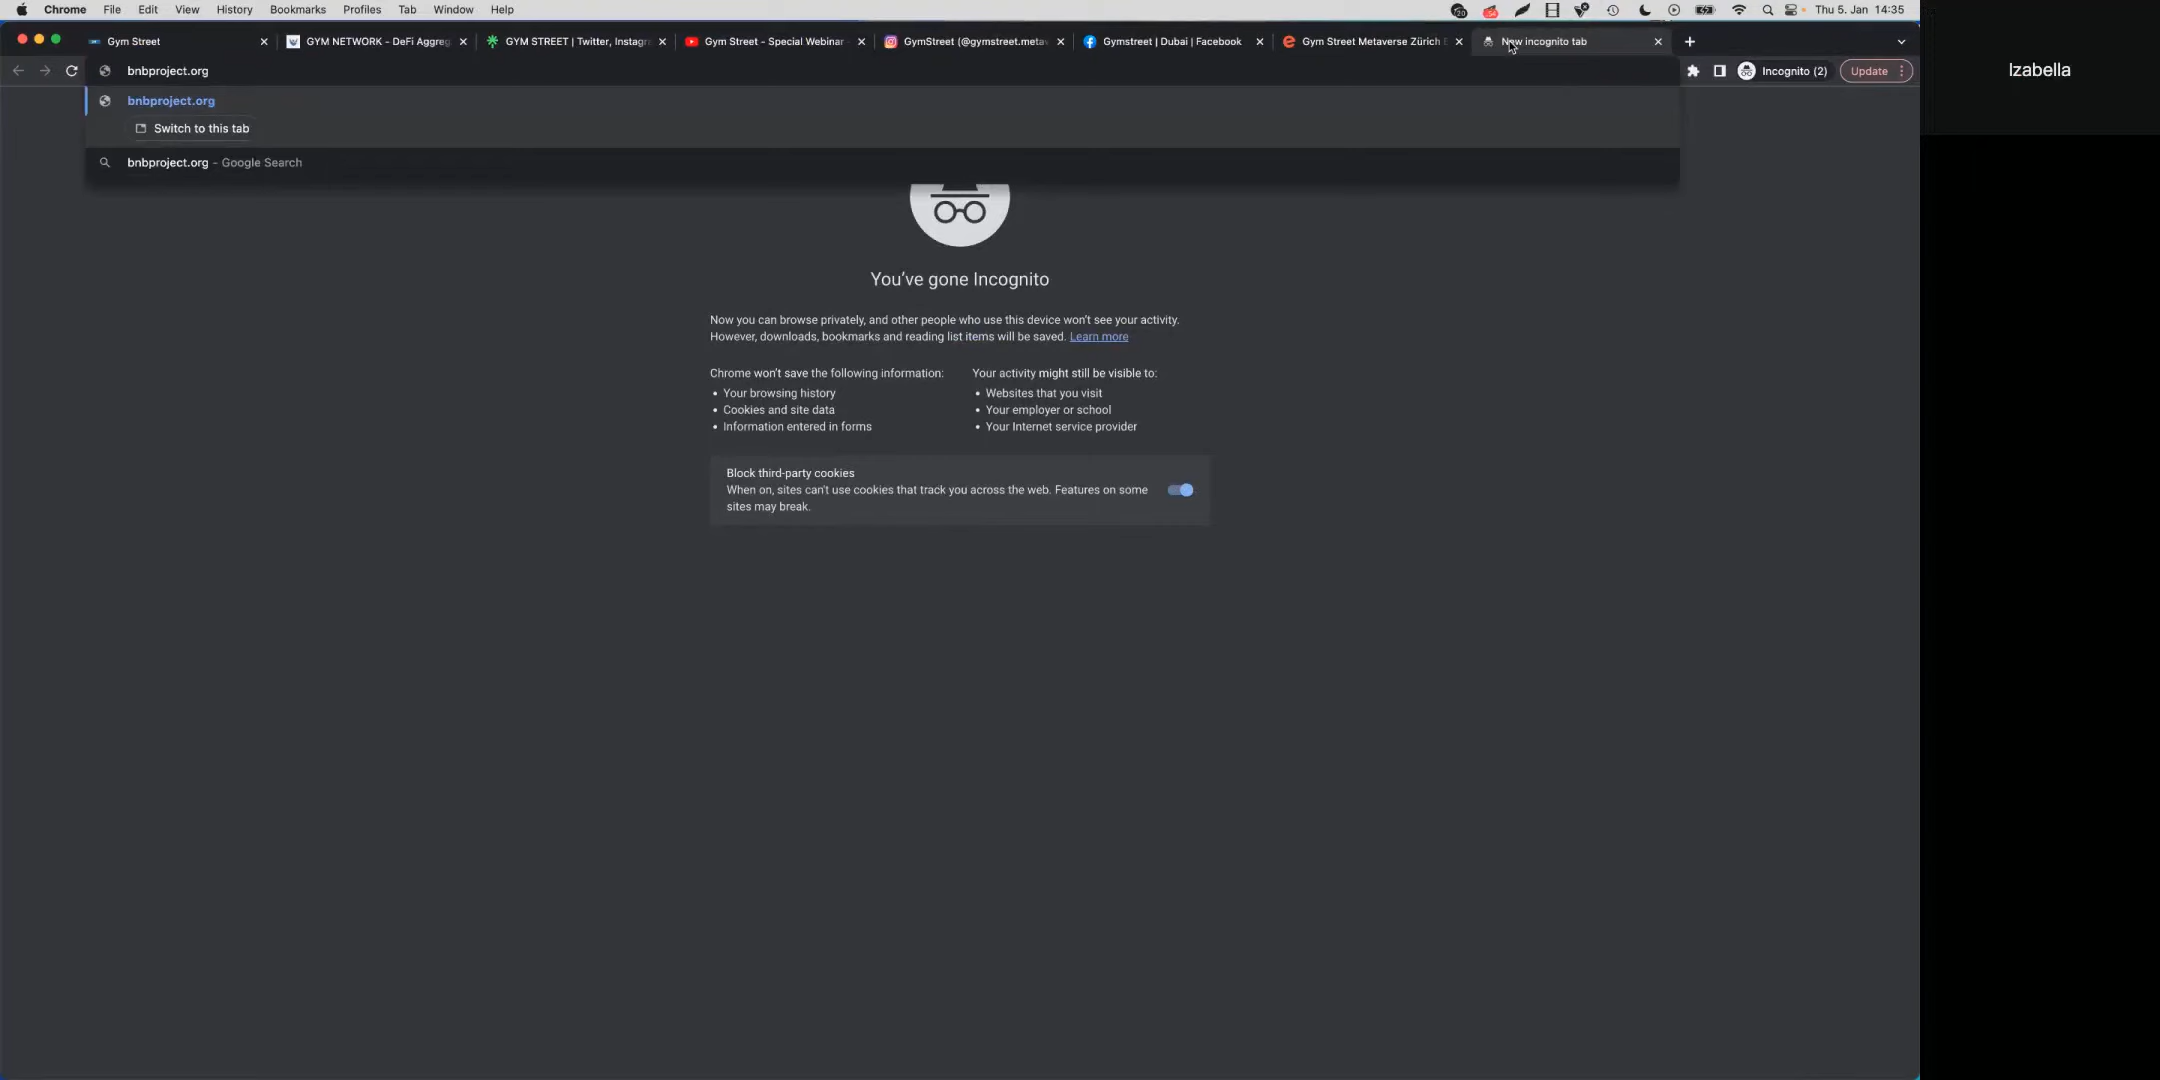 Chrome File Edit View History Bookmarks Profiles Tab Window Help Thu 5. Jan 14:35
Gym Street GYM NETWORK - DeFi Aggreg GYM STREET | Twitter, Instagra Gym Street - Special Webinar GymStreet (@gymstreet.metav Gymstreet | Dubai | Facebook Gym Street Metaverse Zürich E New incognito tab
bnbproject.org Incognito (2) Update
Izabella
bnbproject.org
Switch to this tab
bnbproject.org - Google Search
You've gone Incognito
Now you can browse privately, and other people who use this device won't see your activity.
However, downloads, bookmarks and reading list items will be saved. Learn more
Chrome won't save the following information:
• Your browsing history
• Cookies and site data
• Information entered in forms
Your activity might still be visible to:
• Websites that you visit
• Your employer or school
• Your Internet service provider
Block third-party cookies
When on, sites can't use cookies that track you across the web. Features on some
sites may break.